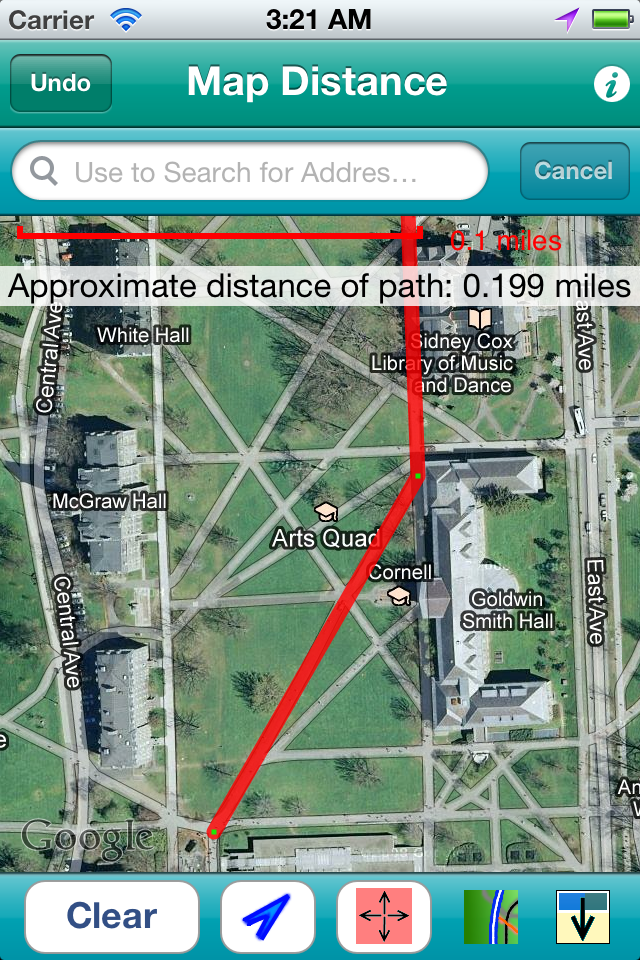 Carrier 3:21 AM
Undo Map Distance
Use to Search for Addres… Cancel
0.1 miles
Approximate distance of path: 0.199 miles
Central Ave
White Hall
Sidney Cox
Library of Music
and Dance
East Ave
McGraw Hall
Arts Quad
Cornell
Goldwin
Smith Hall
East Ave
Central Ave
e
An
W
Google
Clear